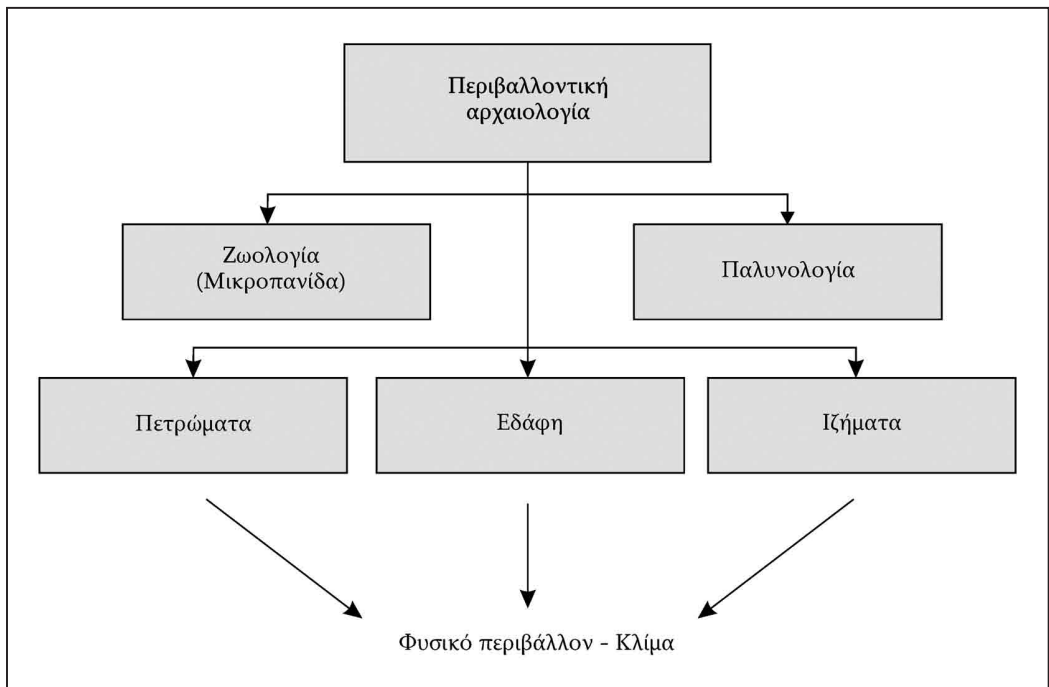 Περιβαλλοντική
αρχαιολογία
Ζωολογία
(Μικροπανίδα)
Παλυνολογία
Πετρώματα
Εδάφη
Ιζήματα
Φυσικό περιβάλλον - Κλίμα